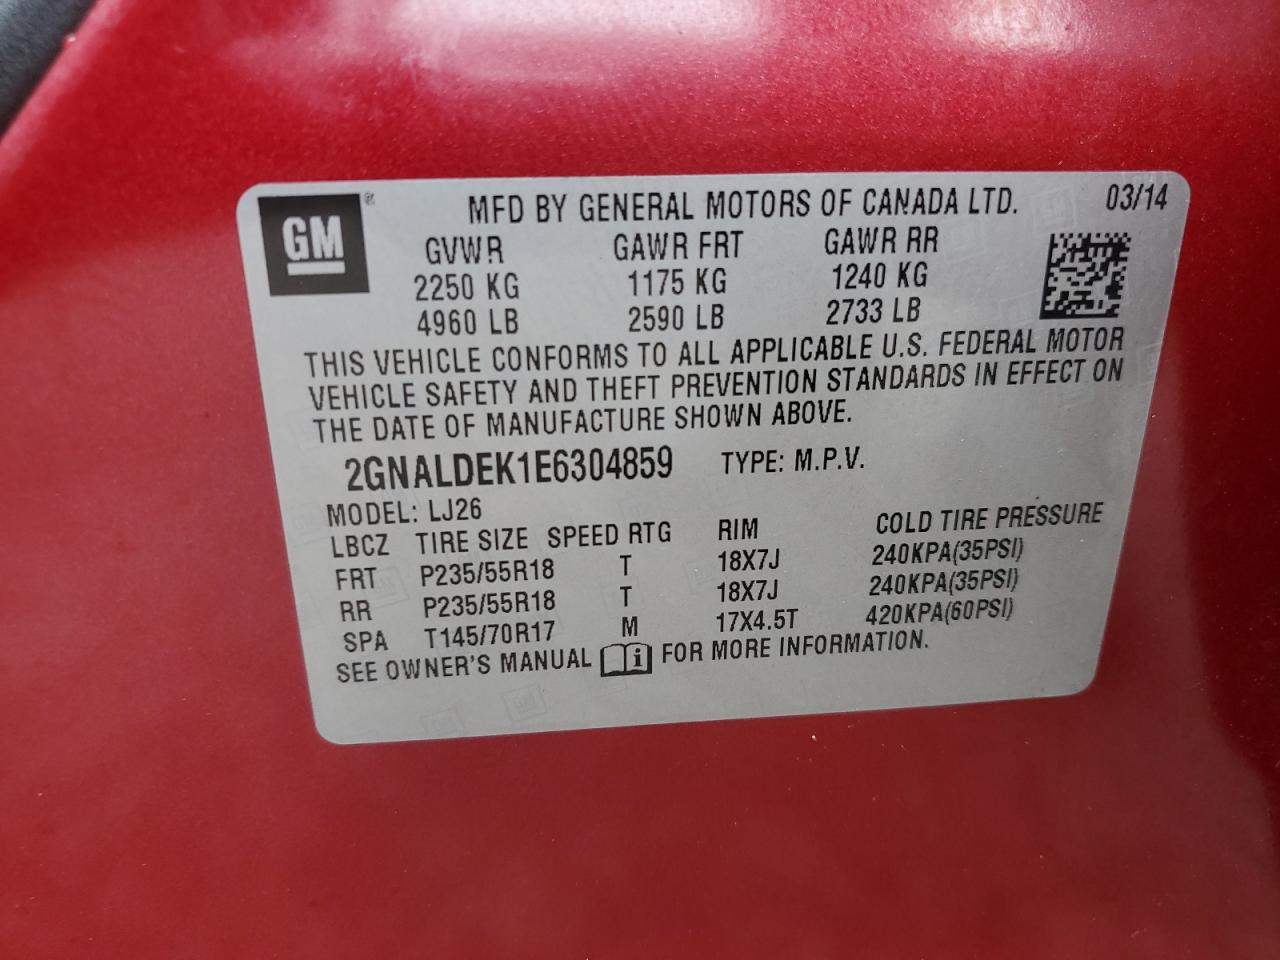 GM ® MFD BY GENERAL MOTORS OF CANADA LTD. 03/14
GVWR GAWR FRT GAWR RR
2250 KG 1175 KG 1240 KG
4960 LB 2590 LB 2733 LB
THIS VEHICLE CONFORMS TO ALL APPLICABLE U.S. FEDERAL MOTOR
VEHICLE SAFETY AND THEFT PREVENTION STANDARDS IN EFFECT ON
THE DATE OF MANUFACTURE SHOWN ABOVE.
2GNALDEK1E6304859 TYPE: M.P.V.
MODEL: LJ26
LBCZ TIRE SIZE SPEED RTG RIM COLD TIRE PRESSURE
FRT P235/55R18 T 18X7J 240KPA(35PSI)
RR P235/55R18 T 18X7J 240KPA(35PSI)
SPA T145/70R17 M 17X4.5T 420KPA(60PSI)
SEE OWNER'S MANUAL i FOR MORE INFORMATION.